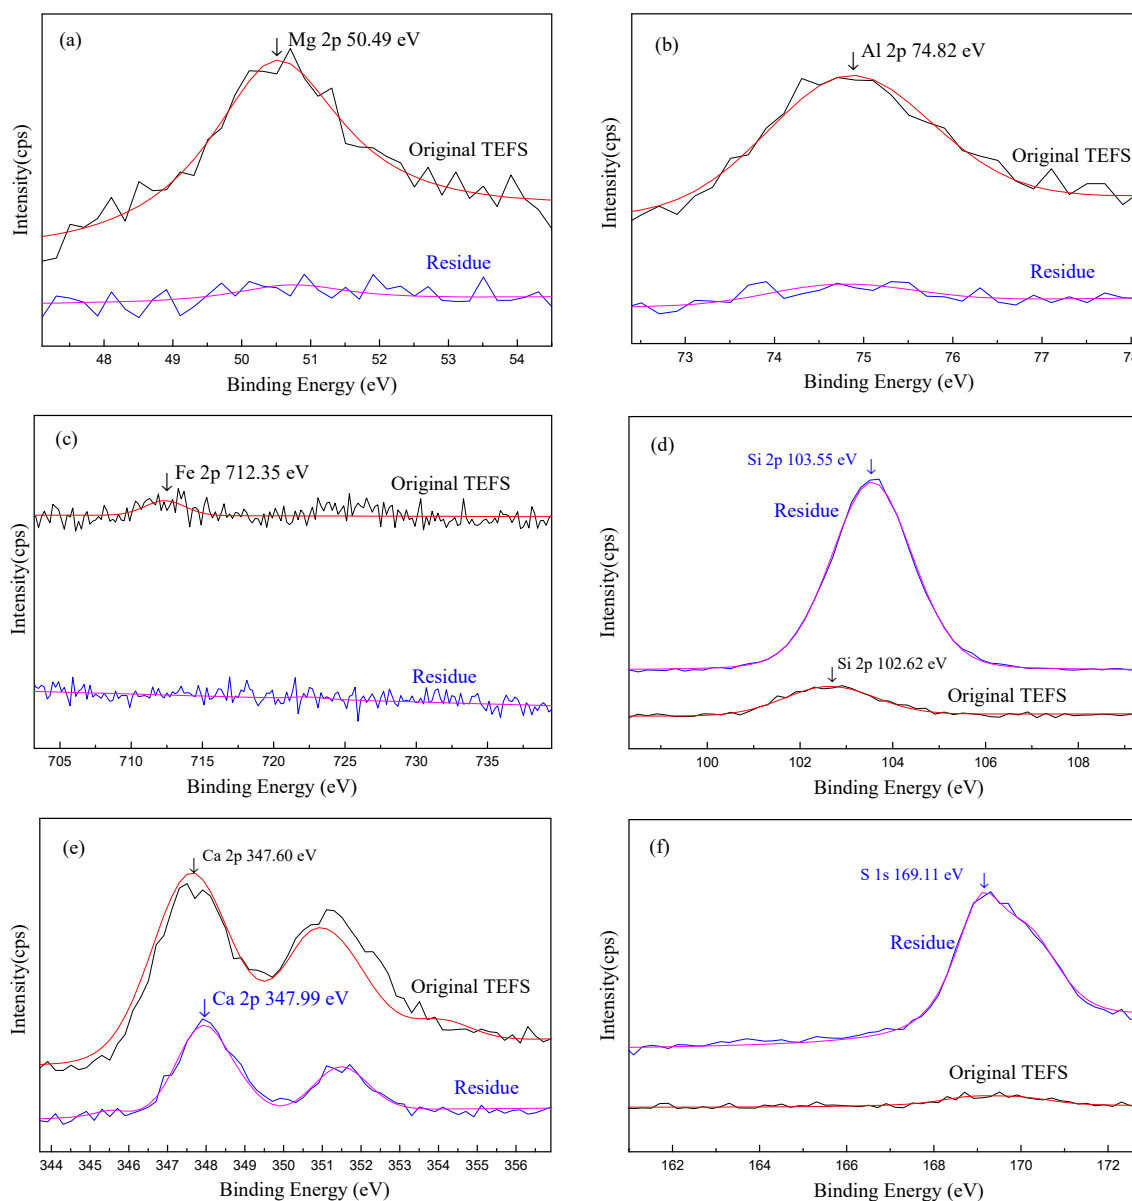 (a)
Mg 2p 50.49 eV
Original TEFS
Residue
Intensity(cps)
48 49 50 51 52 53 54
Binding Energy (eV)
(b)
Al 2p 74.82 eV
Original TEFS
Residue
Intensity(cps)
73 74 75 76 77 78
Binding Energy (eV)
(c)
Fe 2p 712.35 eV
Original TEFS
Residue
Intensity(cps)
705 710 715 720 725 730 735
Binding Energy (eV)
(d)
Si 2p 103.55 eV
Residue
Si 2p 102.62 eV
Original TEFS
Intensity(cps)
100 102 104 106 108
Binding Energy (eV)
(e)
Ca 2p 347.60 eV
Original TEFS
Ca 2p 347.99 eV
Residue
Intensity(cps)
344 345 346 347 348 349 350 351 352 353 354 355 356
Binding Energy (eV)
(f)
S 1s 169.11 eV
Residue
Original TEFS
Intensity(cps)
162 164 166 168 170 172
Binding Energy (eV)